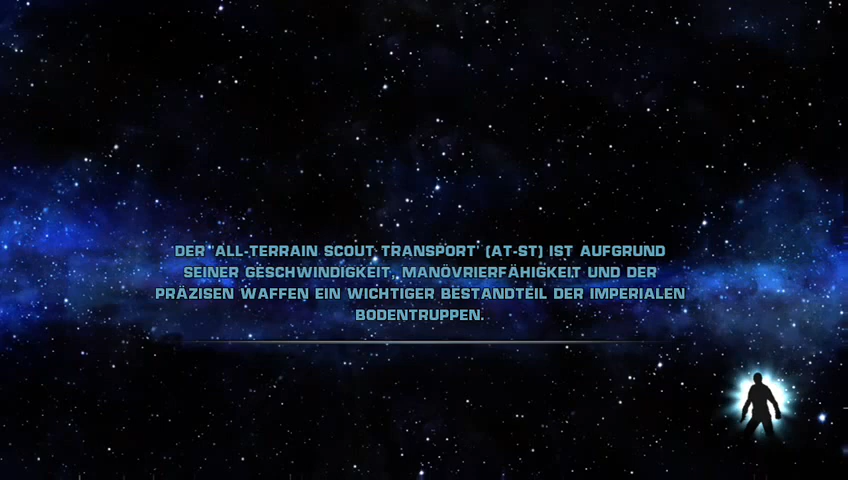 DER 'ALL-TERRAIN SCOUT TRANSPORT' (AT-ST) IST AUFGRUND
SEINER GESCHWINDIGKEIT, MANÖVRIERFÄHIGKEIT UND DER
PRÄZISEN WAFFEN EIN WICHTIGER BESTANDTEIL DER IMPERIALEN
BODENTRUPPEN.